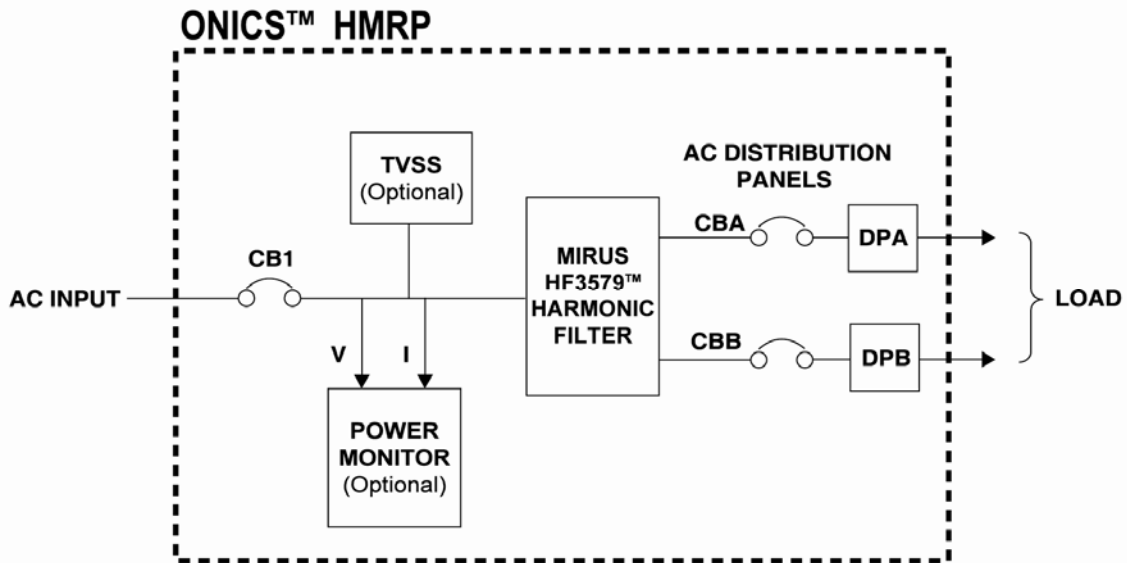 ONICS™ HMRP
TVSS
(Optional)
AC DISTRIBUTION
PANELS
CBA
DPA
MIRUS
HF3579™
HARMONIC
FILTER
CB1
AC INPUT
LOAD
CBB
DPB
V
I
POWER
MONITOR
(Optional)